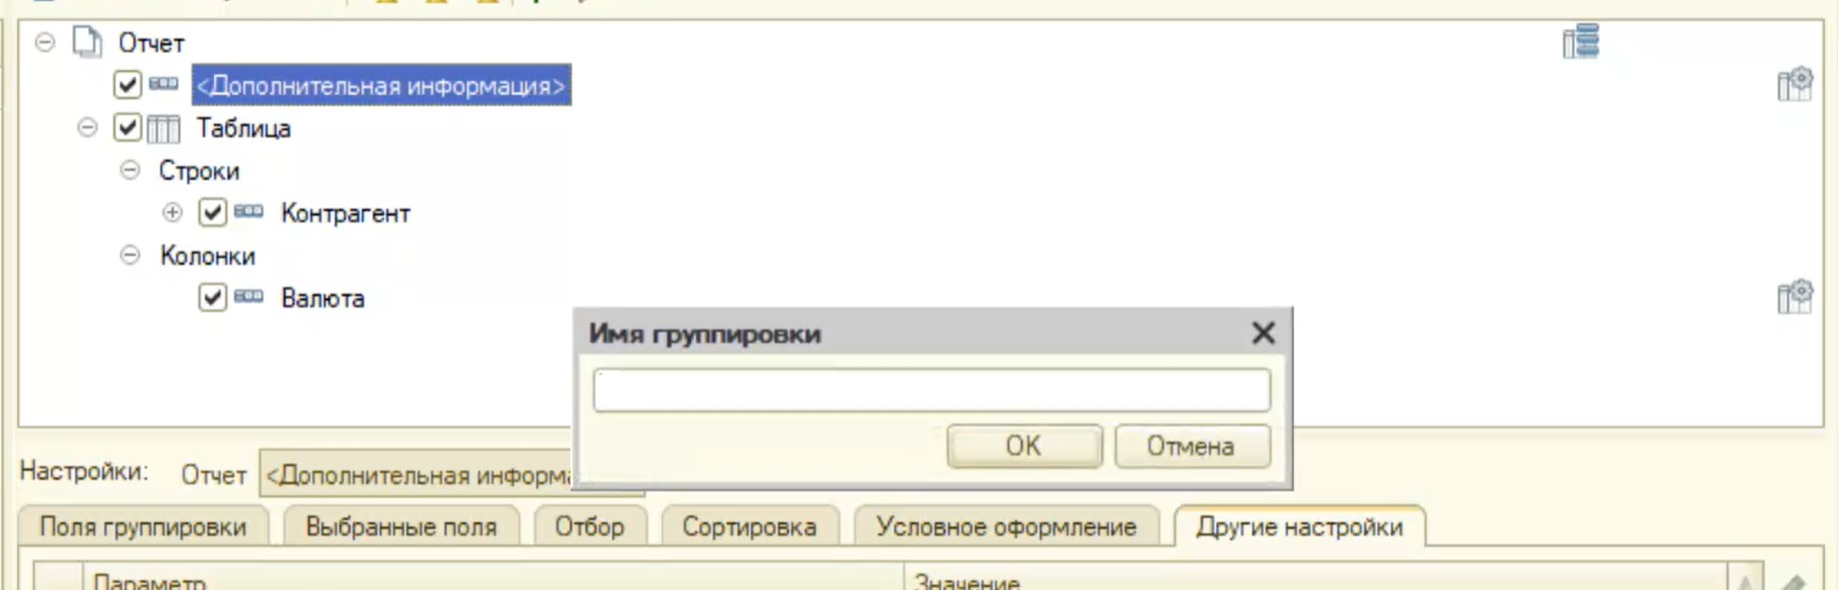 Отчет
<Дополнительная информация>
Таблица
Строки
Контрагент
Колонки
Валюта
Имя группировки
OK
Отмена
Настройки: Отчет <Дополнительная информа
Поля группировки Выбранные поля Отбор Сортировка Условное оформление Другие настройки
Параметр Значение